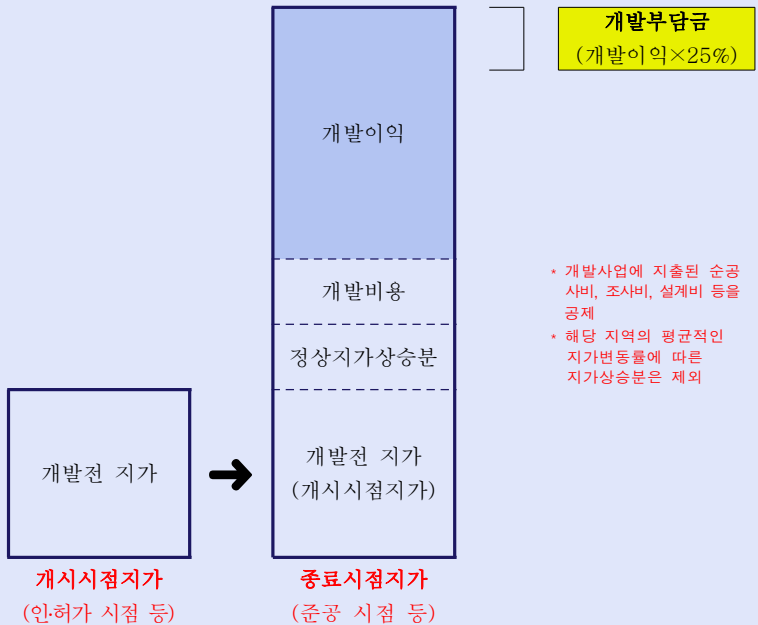 개발부담금
(개발이익×25%)
개발이익
개발비용
정상지가상승분
* 개발사업에 지출된 순공
사비, 조사비, 설계비 등을
공제
* 해당 지역의 평균적인
지가변동률에 따른
지가상승분은 제외
개발전 지가
개발전 지가
(개시시점지가)
개시시점지가
(인·허가 시점 등)
종료시점지가
(준공 시점 등)